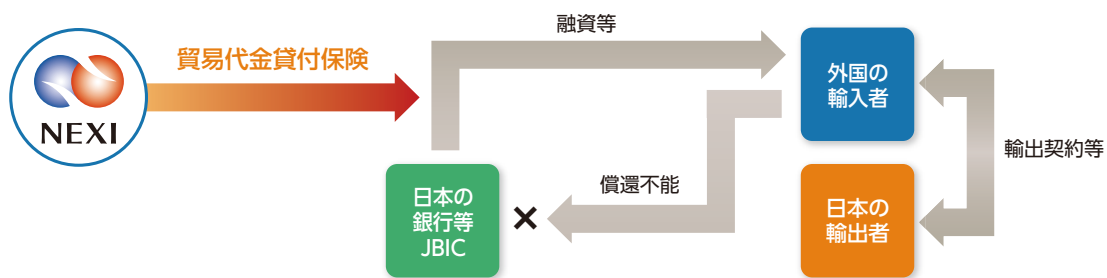 融資等
貿易代金貸付保険
NEXI
外国の
輸入者
輸出契約等
償還不能
日本の
銀行等
JBIC
×
日本の
輸出者